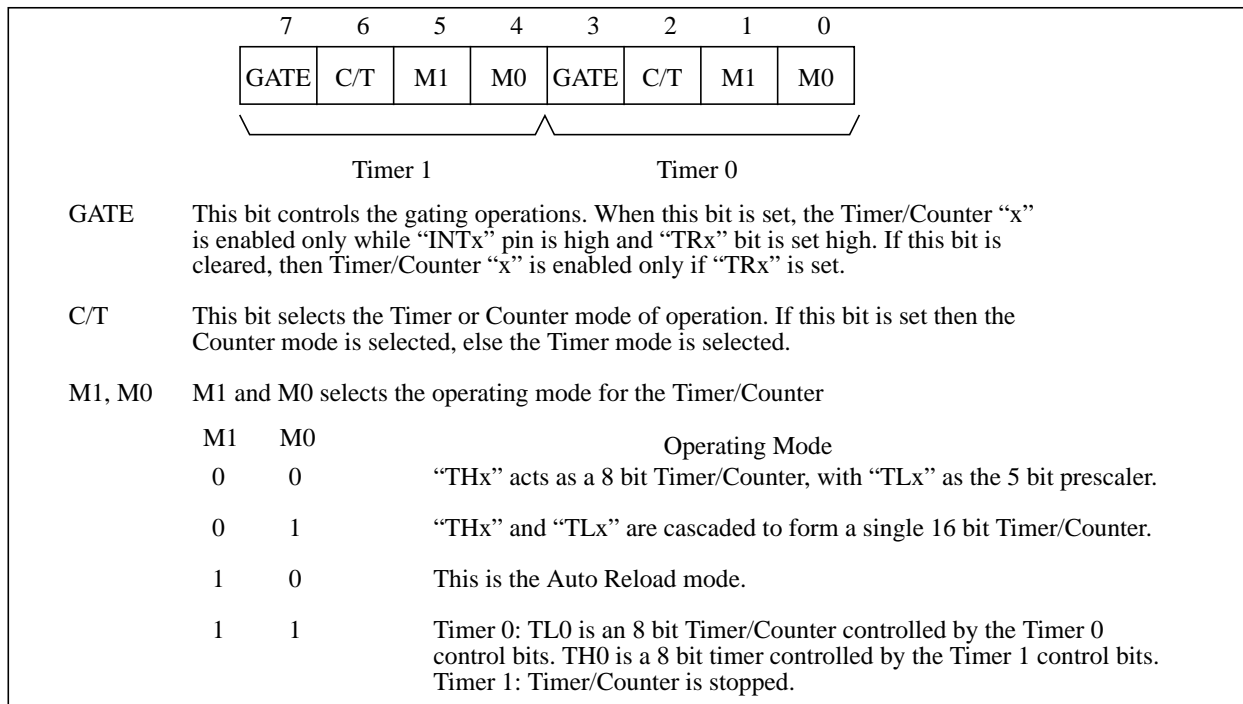 7 6 5 4 3 2 1 0
GATE C/T M1 M0 GATE C/T M1 M0
Timer 1 Timer 0
GATE This bit controls the gating operations. When this bit is set, the Timer/Counter “x”
is enabled only while “INTx” pin is high and “TRx” bit is set high. If this bit is
cleared, then Timer/Counter “x” is enabled only if “TRx” is set.
C/T This bit selects the Timer or Counter mode of operation. If this bit is set then the
Counter mode is selected, else the Timer mode is selected.
M1, M0 M1 and M0 selects the operating mode for the Timer/Counter
M1 M0 Operating Mode
0 0 “THx” acts as a 8 bit Timer/Counter, with “TLx” as the 5 bit prescaler.
0 1 “THx” and “TLx” are cascaded to form a single 16 bit Timer/Counter.
1 0 This is the Auto Reload mode.
1 1 Timer 0: TL0 is an 8 bit Timer/Counter controlled by the Timer 0
control bits. TH0 is a 8 bit timer controlled by the Timer 1 control bits.
Timer 1: Timer/Counter is stopped.